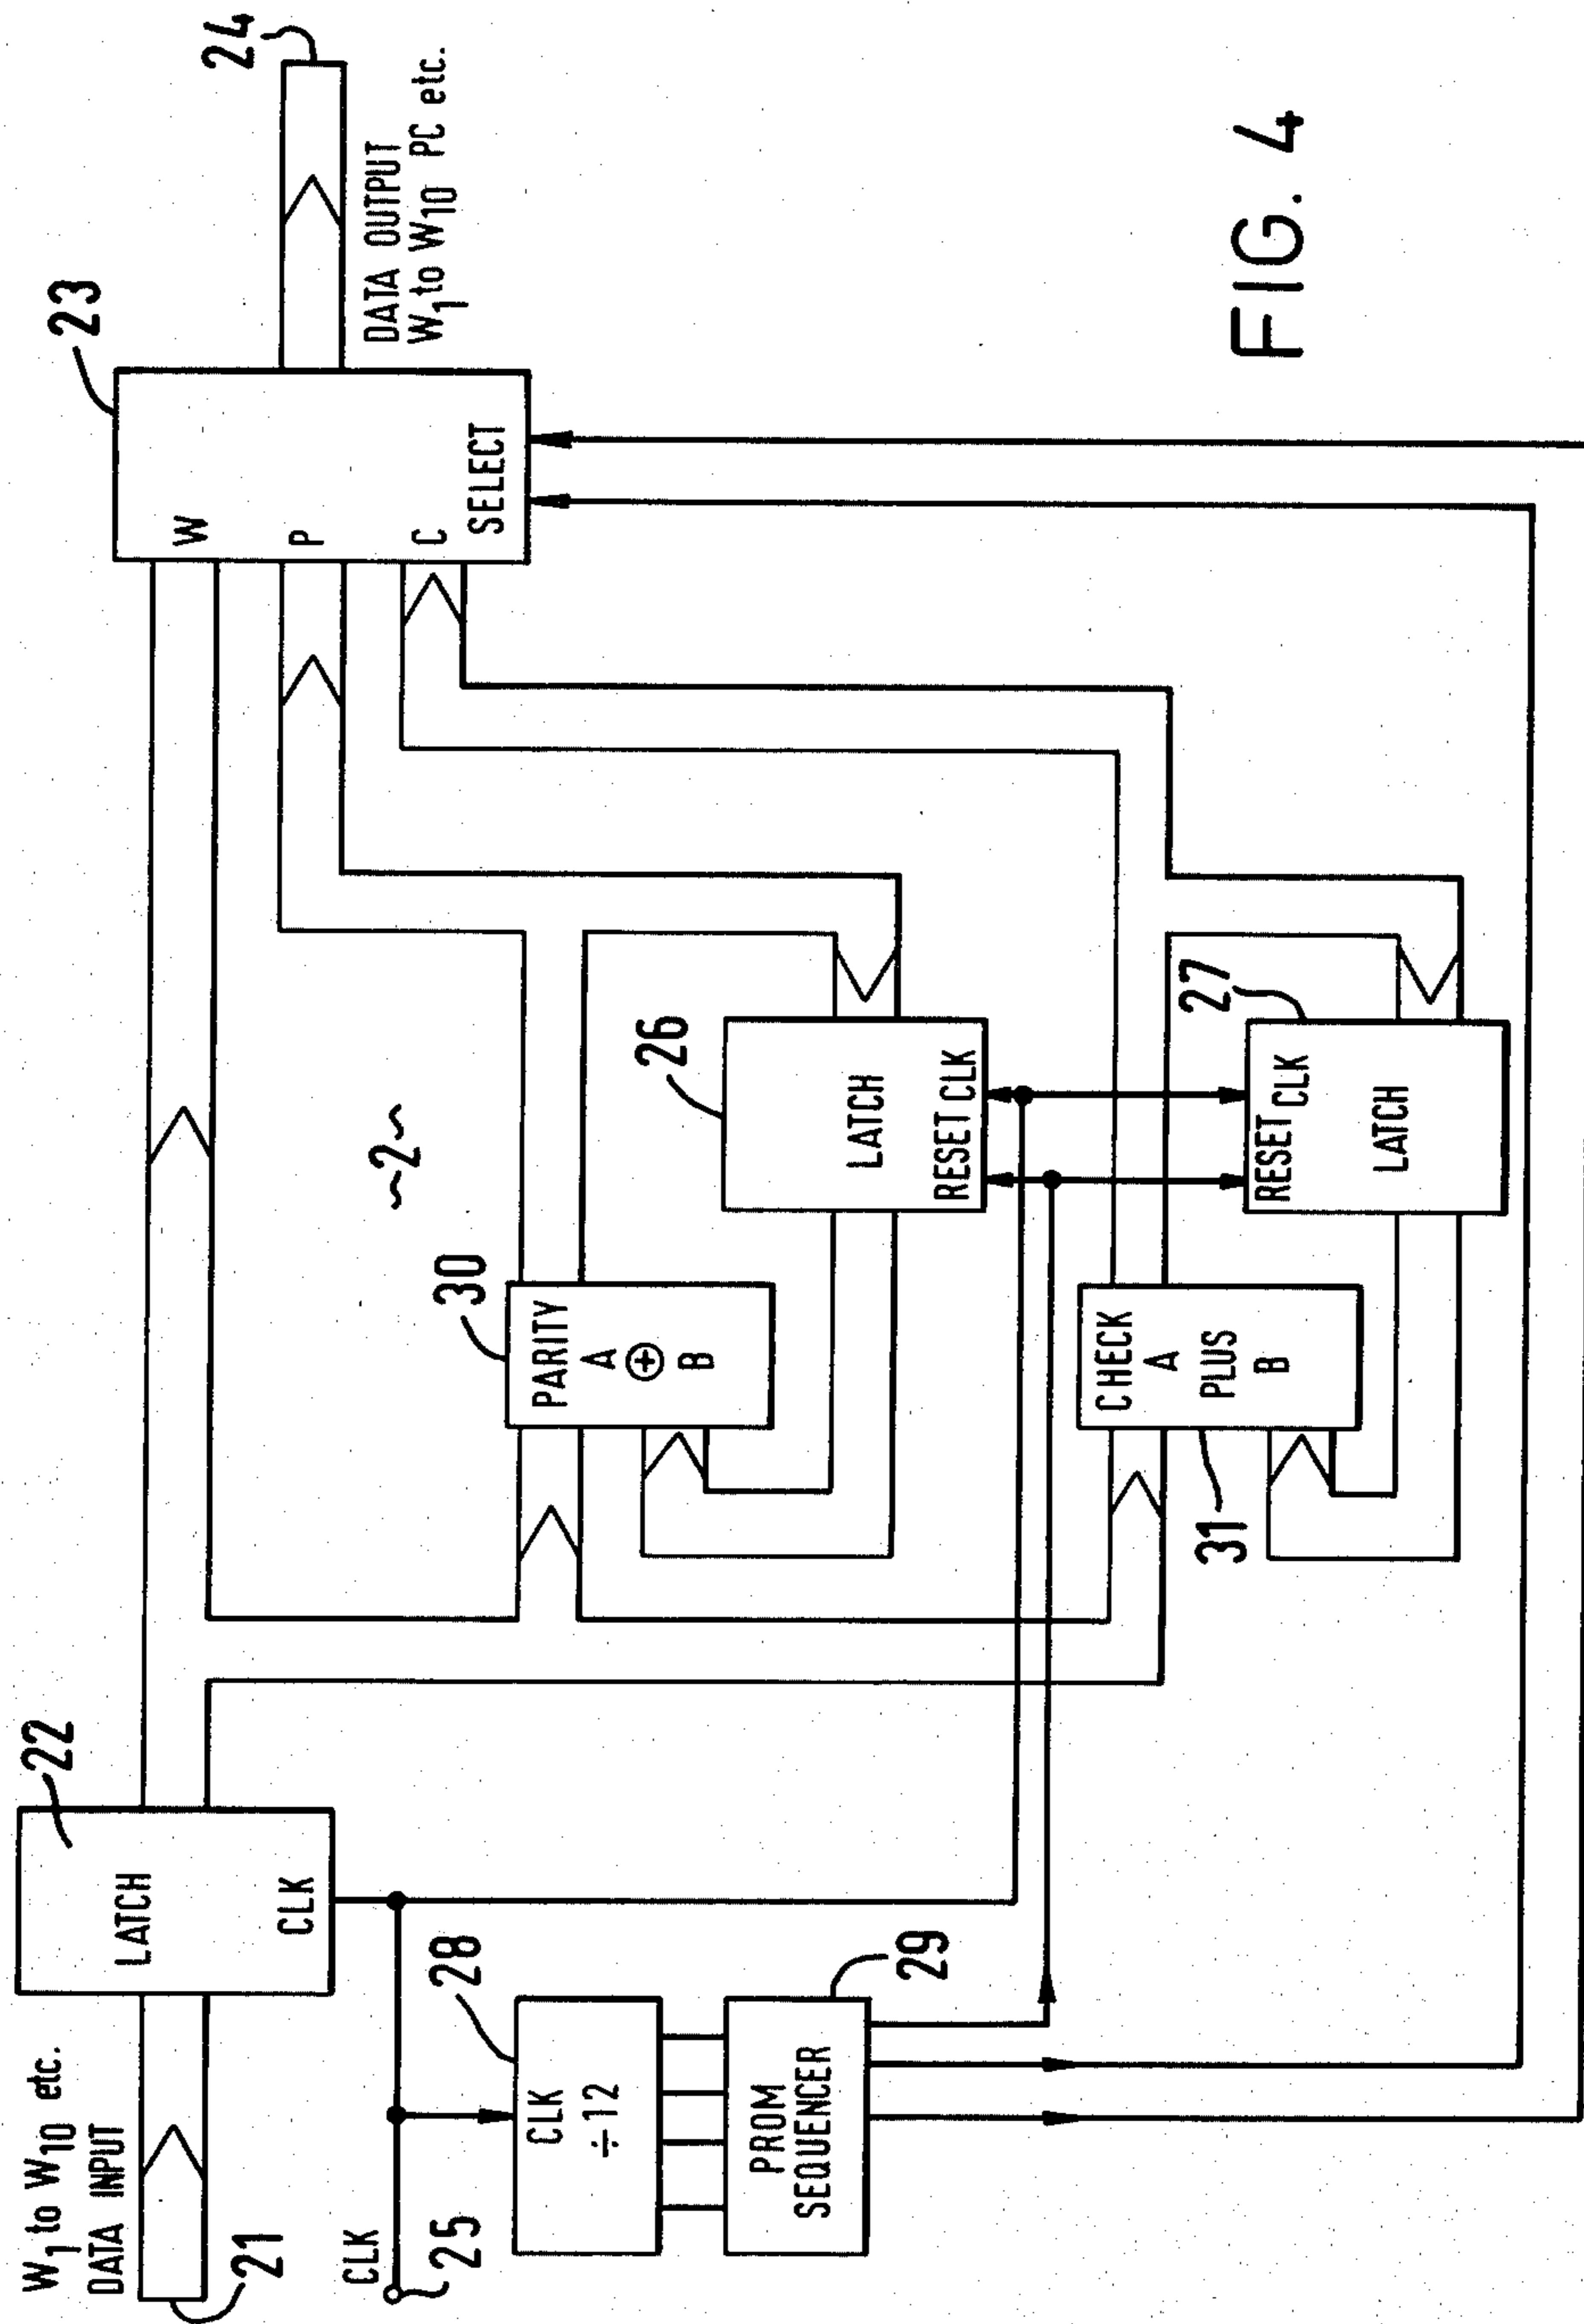 W₁ to W₁₀ etc.
DATA INPUT
21
LATCH
CLK
22
CLK
25
CLK
÷12
28
PROM
SEQUENCER
29
PARITY
A
⊕
B
30
~2~
LATCH
RESET CLK
26
CHECK
A
PLUS
B
31
RESET CLK
LATCH
27
W
P
C
SELECT
23
24
DATA OUTPUT
W₁ to W₁₀ PC etc.
FIG. 4